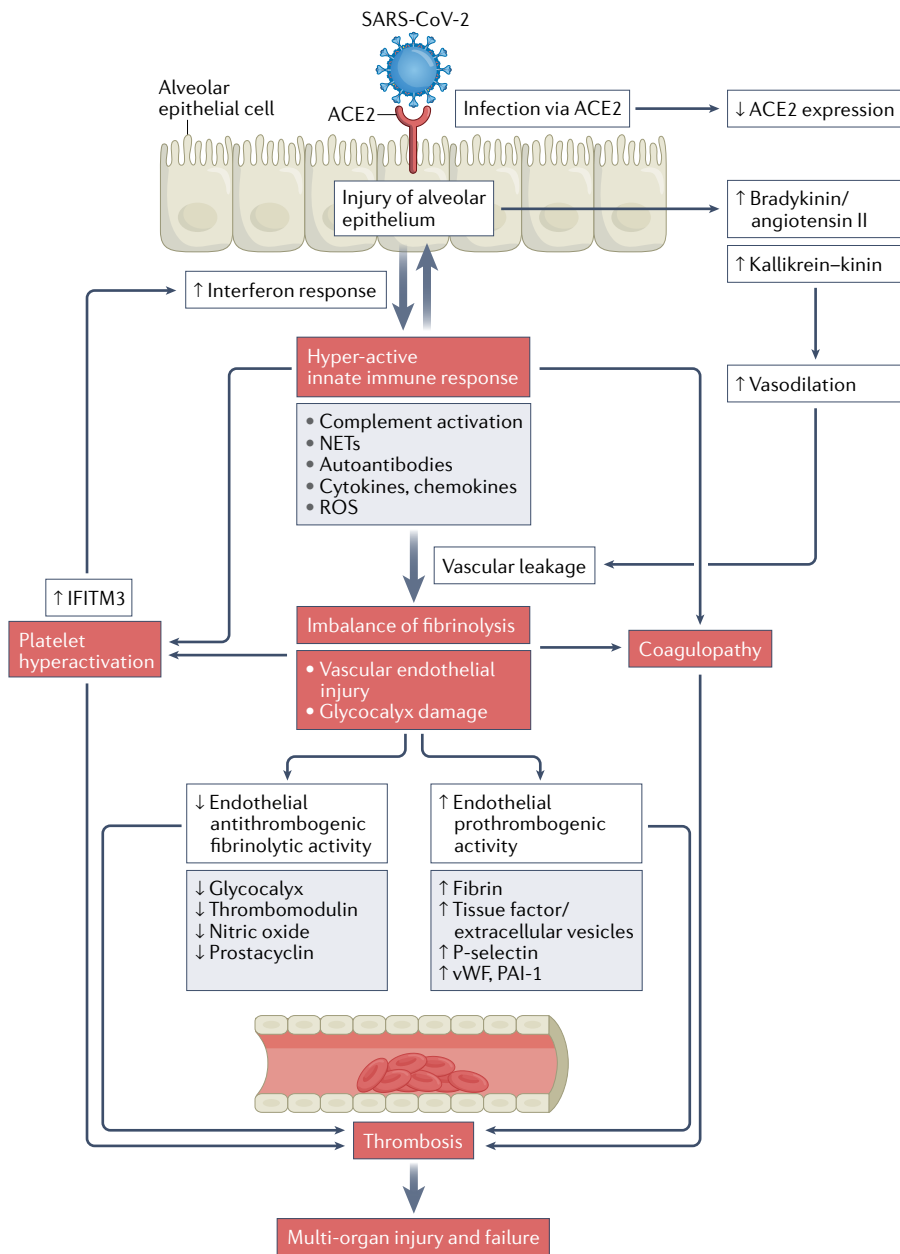 SARS-CoV-2
Alveolar
epithelial cell
ACE2
Infection via ACE2
↓ ACE2 expression
Injury of alveolar
epithelium
↑ Bradykinin/
angiotensin II
↑ Kallikrein–kinin
↑ Interferon response
Hyper-active
innate immune response
↑ Vasodilation
• Complement activation
• NETs
• Autoantibodies
• Cytokines, chemokines
• ROS
Vascular leakage
↑ IFITM3
Platelet
hyperactivation
Imbalance of fibrinolysis
• Vascular endothelial
injury
• Glycocalyx damage
Coagulopathy
↓ Endothelial
antithrombogenic
fibrinolytic activity
↓ Glycocalyx
↓ Thrombomodulin
↓ Nitric oxide
↓ Prostacyclin
↑ Endothelial
prothrombogenic
activity
↑ Fibrin
↑ Tissue factor/
extracellular vesicles
↑ P-selectin
↑ vWF, PAI-1
Thrombosis
Multi-organ injury and failure